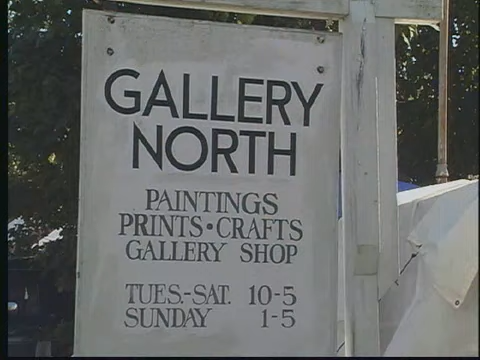 GALLERY
NORTH
PAINTINGS
PRINTS•CRAFTS
GALLERY SHOP
TUES.-SAT. 10-5
SUNDAY 1-5